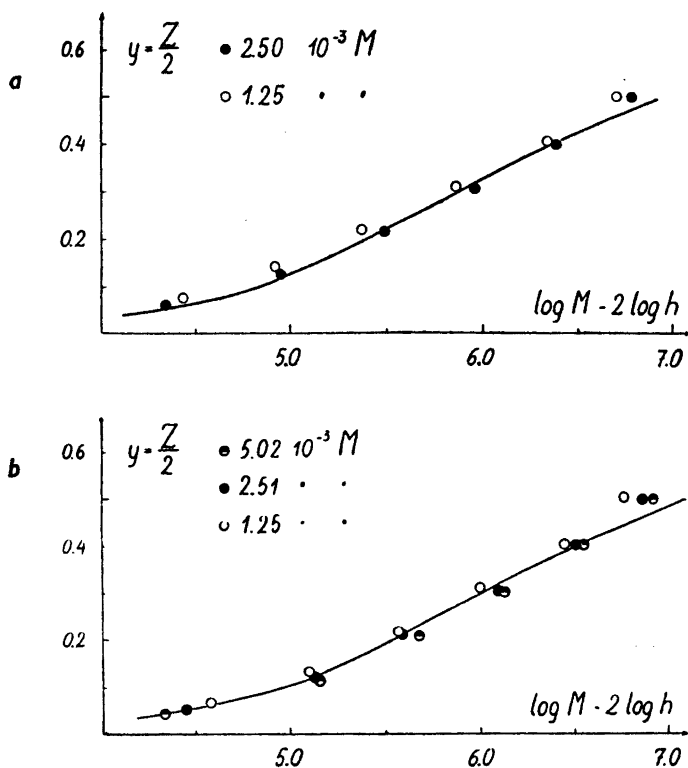 a
0.6
0.4
0.2
y = Z/2
● 2.50 10⁻³ M
○ 1.25 " "
log M - 2 log h
5.0 6.0 7.0
b
0.6
0.4
0.2
y = Z/2
◒ 5.02 10⁻³ M
● 2.51 " "
○ 1.25 " "
log M - 2 log h
5.0 6.0 7.0